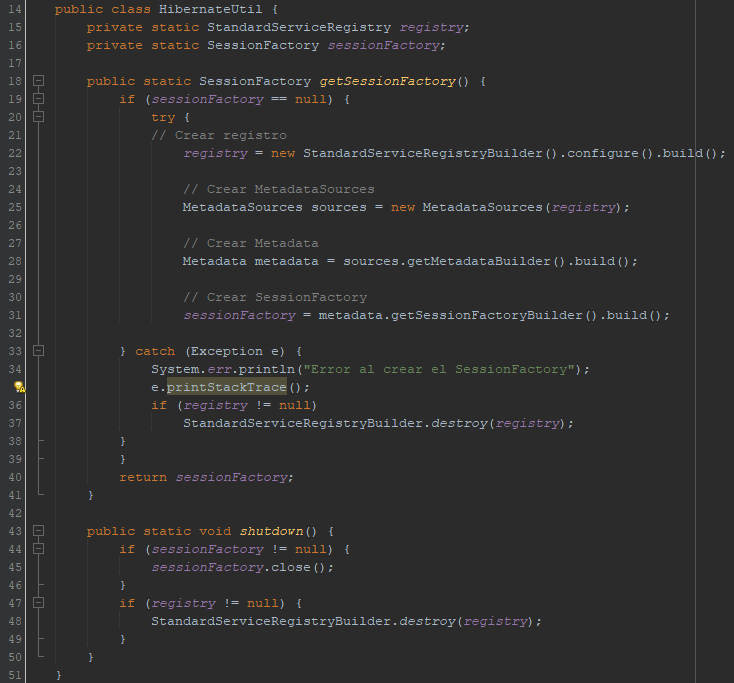 14 public class HibernateUtil {
15     private static StandardServiceRegistry registry;
16     private static SessionFactory sessionFactory;
17
18     public static SessionFactory getSessionFactory() {
19         if (sessionFactory == null) {
20             try {
21             // Crear registro
22                 registry = new StandardServiceRegistryBuilder().configure().build();
23
24                 // Crear MetadataSources
25                 MetadataSources sources = new MetadataSources(registry);
26
27                 // Crear Metadata
28                 Metadata metadata = sources.getMetadataBuilder().build();
29
30                 // Crear SessionFactory
31                 sessionFactory = metadata.getSessionFactoryBuilder().build();
32
33         } catch (Exception e) {
34             System.err.println("Error al crear el SessionFactory");
            e.printStackTrace();
36             if (registry != null)
37                 StandardServiceRegistryBuilder.destroy(registry);
38         }
39         }
40         return sessionFactory;
41     }
42
43     public static void shutdown() {
44         if (sessionFactory != null) {
45             sessionFactory.close();
46         }
47         if (registry != null) {
48             StandardServiceRegistryBuilder.destroy(registry);
49         }
50     }
51 }